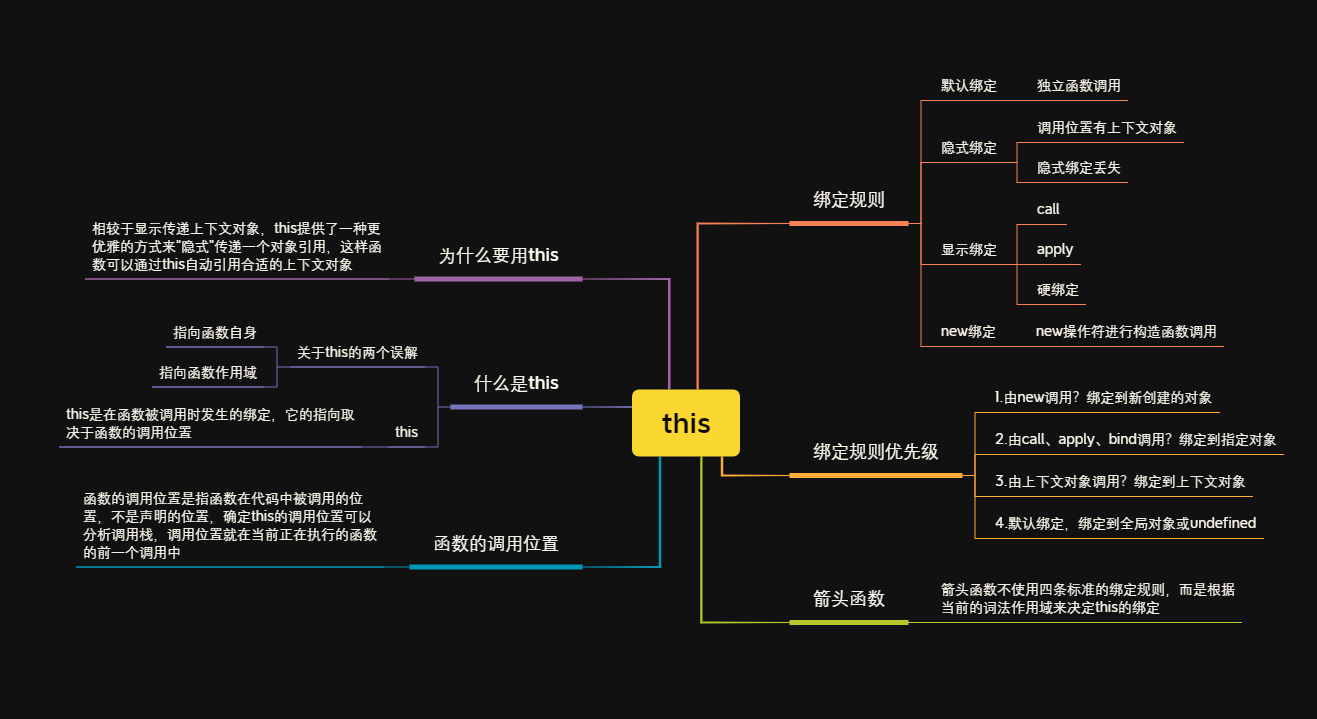 this
绑定规则
默认绑定
独立函数调用
隐式绑定
调用位置有上下文对象
隐式绑定丢失
显示绑定
call
apply
硬绑定
new绑定
new操作符进行构造函数调用
绑定规则优先级
1.由new调用？绑定到新创建的对象
2.由call、apply、bind调用？绑定到指定对象
3.由上下文对象调用？绑定到上下文对象
4.默认绑定，绑定到全局对象或undefined
箭头函数
箭头函数不使用四条标准的绑定规则，而是根据
当前的词法作用域来决定this的绑定
为什么要用this
相较于显示传递上下文对象，this提供了一种更
优雅的方式来"隐式"传递一个对象引用，这样函
数可以通过this自动引用合适的上下文对象
什么是this
关于this的两个误解
指向函数自身
指向函数作用域
this
this是在函数被调用时发生的绑定，它的指向取
决于函数的调用位置
函数的调用位置
函数的调用位置是指函数在代码中被调用的位
置，不是声明的位置，确定this的调用位置可以
分析调用栈，调用位置就在当前正在执行的函数
的前一个调用中